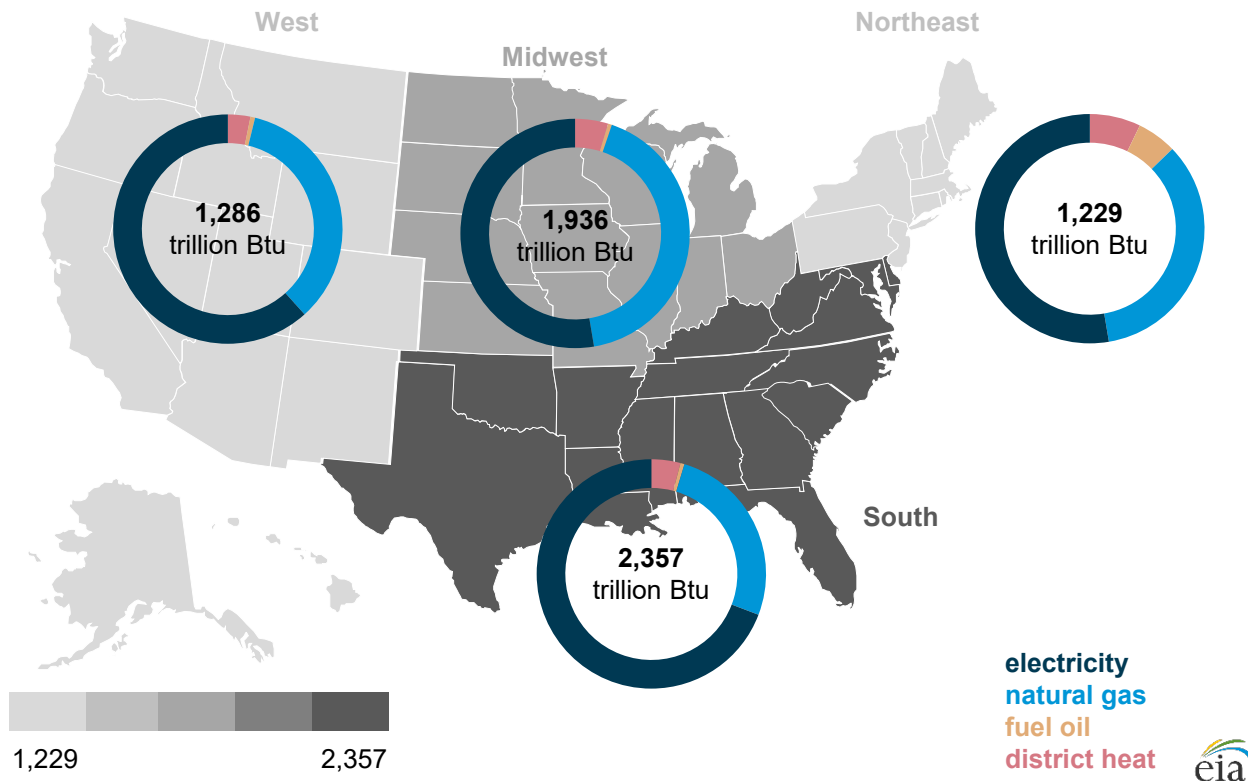 West
Northeast
Midwest
1,286
trillion Btu
1,936
trillion Btu
1,229
trillion Btu
South
2,357
trillion Btu
electricity
natural gas
fuel oil
district heat
1,229
2,357
eia